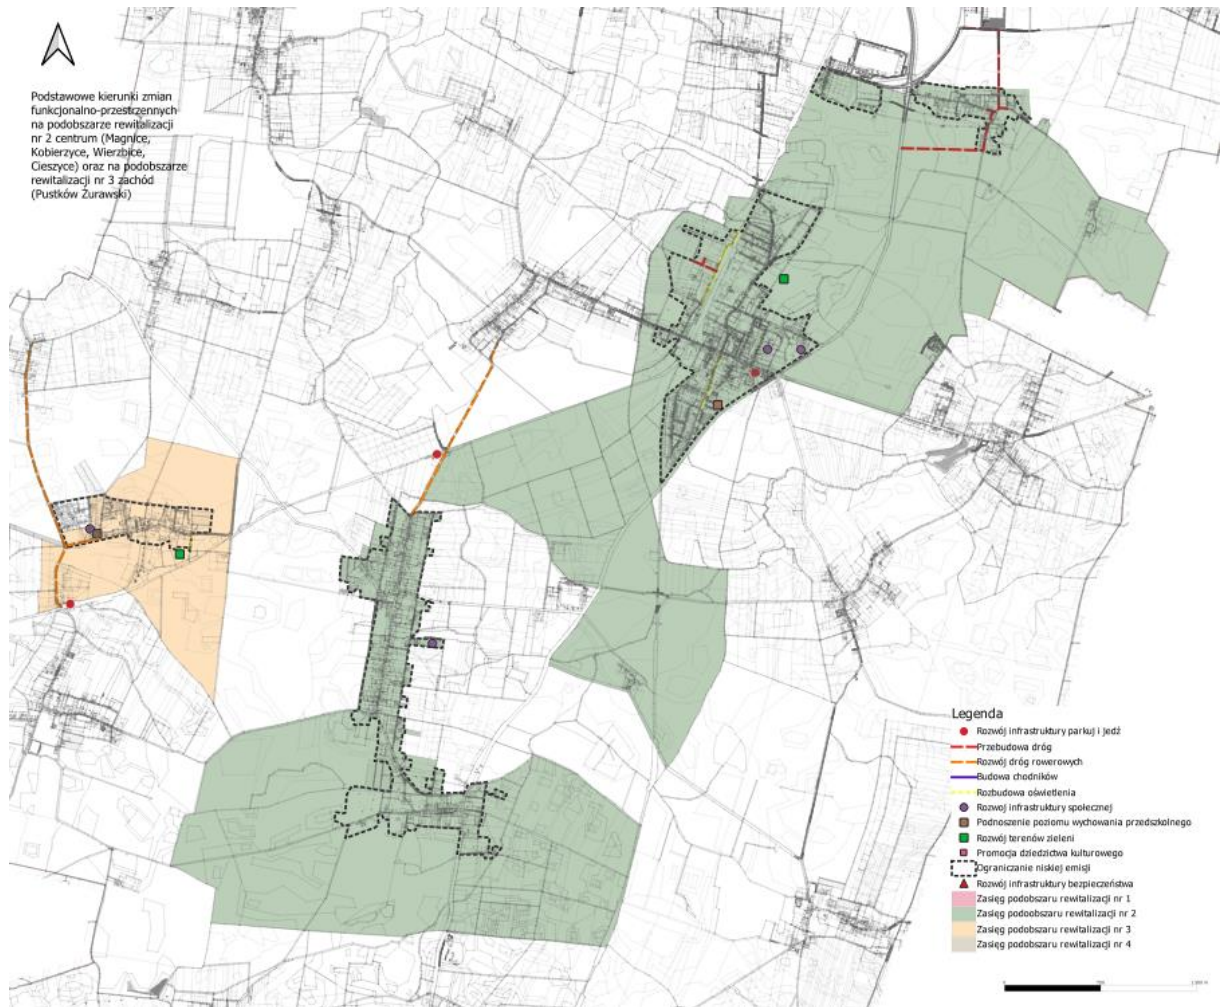 Podstawowe kierunki zmian
funkcjonalno-przestrzennych
na podobszarze rewitalizacji
nr 2 centrum (Magnice,
Kobierzyce, Wierzbice,
Cieszyce) oraz na podobszarze
rewitalizacji nr 3 zachód
(Pustków Żurawski)
Legenda
Rozwój infrastruktury parkuj i jedź
Przebudowa dróg
Rozwój dróg rowerowych
Budowa chodników
Rozbudowa oświetlenia
Rozwoj infrastruktury społecznej
Podnoszenie poziomu wychowania przedszkolnego
Rozwój terenów zieleni
Promocja dziedzictwa kulturowego
Ograniczanie niskiej emisji
Rozwój infrastruktury bezpieczeństwa
Zasięg podobszaru rewitalizacji nr 1
Zasięg podoobszaru rewitalizacji nr 2
Zasięg podobszaru rewitalizacji nr 3
Zasięg podobszaru rewitalizacji nr 4